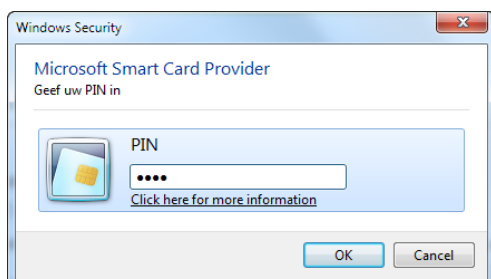 Windows Security
Microsoft Smart Card Provider
Geef uw PIN in
PIN
••••
Click here for more information
OK Cancel